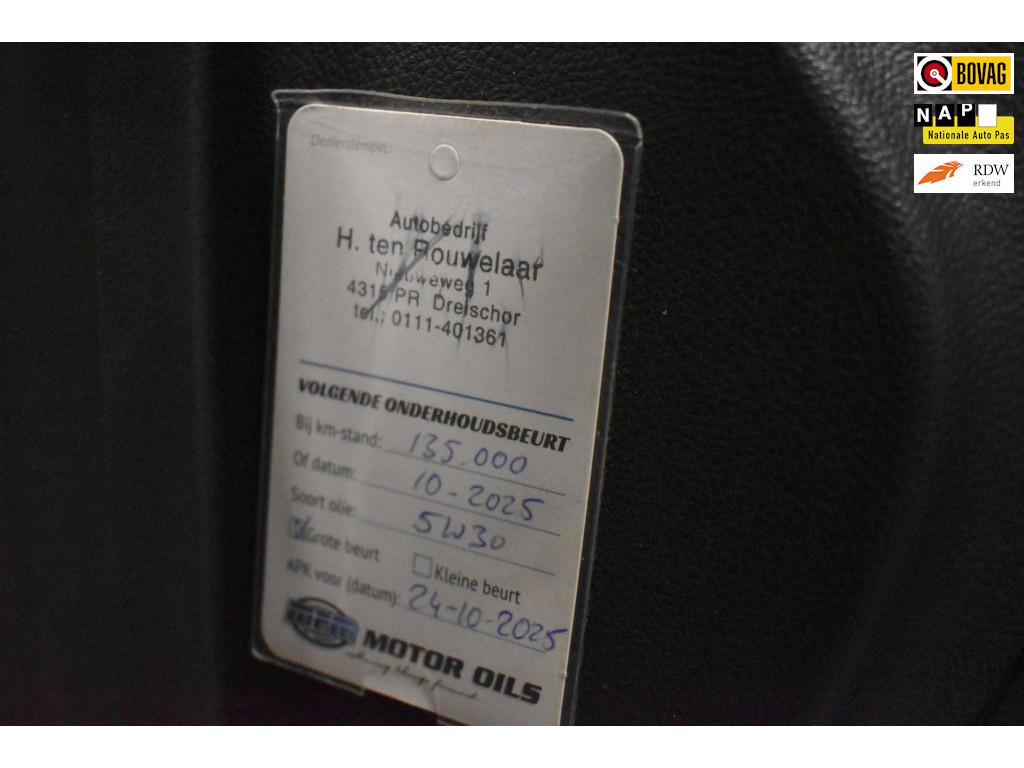 BOVAG
NAP
Nationale Auto Pas
RDW
erkend
Dealerstempel:
Autobedrijf
H. ten Rouwelaar
Nieuweweg 1
PR Dreischor
tel.: 0111-401361
VOLGENDE ONDERHOUDSBEURT
Bij km-stand: 135.000
Of datum: 10-2025
Soort olie: 5W30
Grote beurt Kleine beurt
APK voor (datum): 24-10-2025
MOTOR OILS